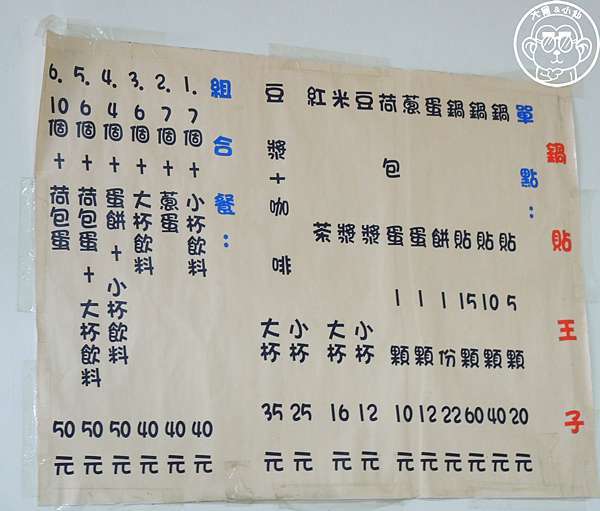 鍋貼王子
單點:
鍋貼 5顆 20元
鍋貼 10顆 40元
鍋貼 15顆 60元
蛋餅 1份 22元
蔥蛋 1顆 12元
荷包蛋 1顆 10元
豆漿
米漿
紅茶
小杯 12元
大杯 16元
豆漿+咖啡
小杯 25元
大杯 35元
組合餐:
1. 7個+小杯飲料 40元
2. 7個+蔥蛋 40元
3. 6個+大杯飲料 40元
4. 4個+蛋餅+小杯飲料 50元
5. 6個+荷包蛋+大杯飲料 50元
6. 10個+荷包蛋 50元